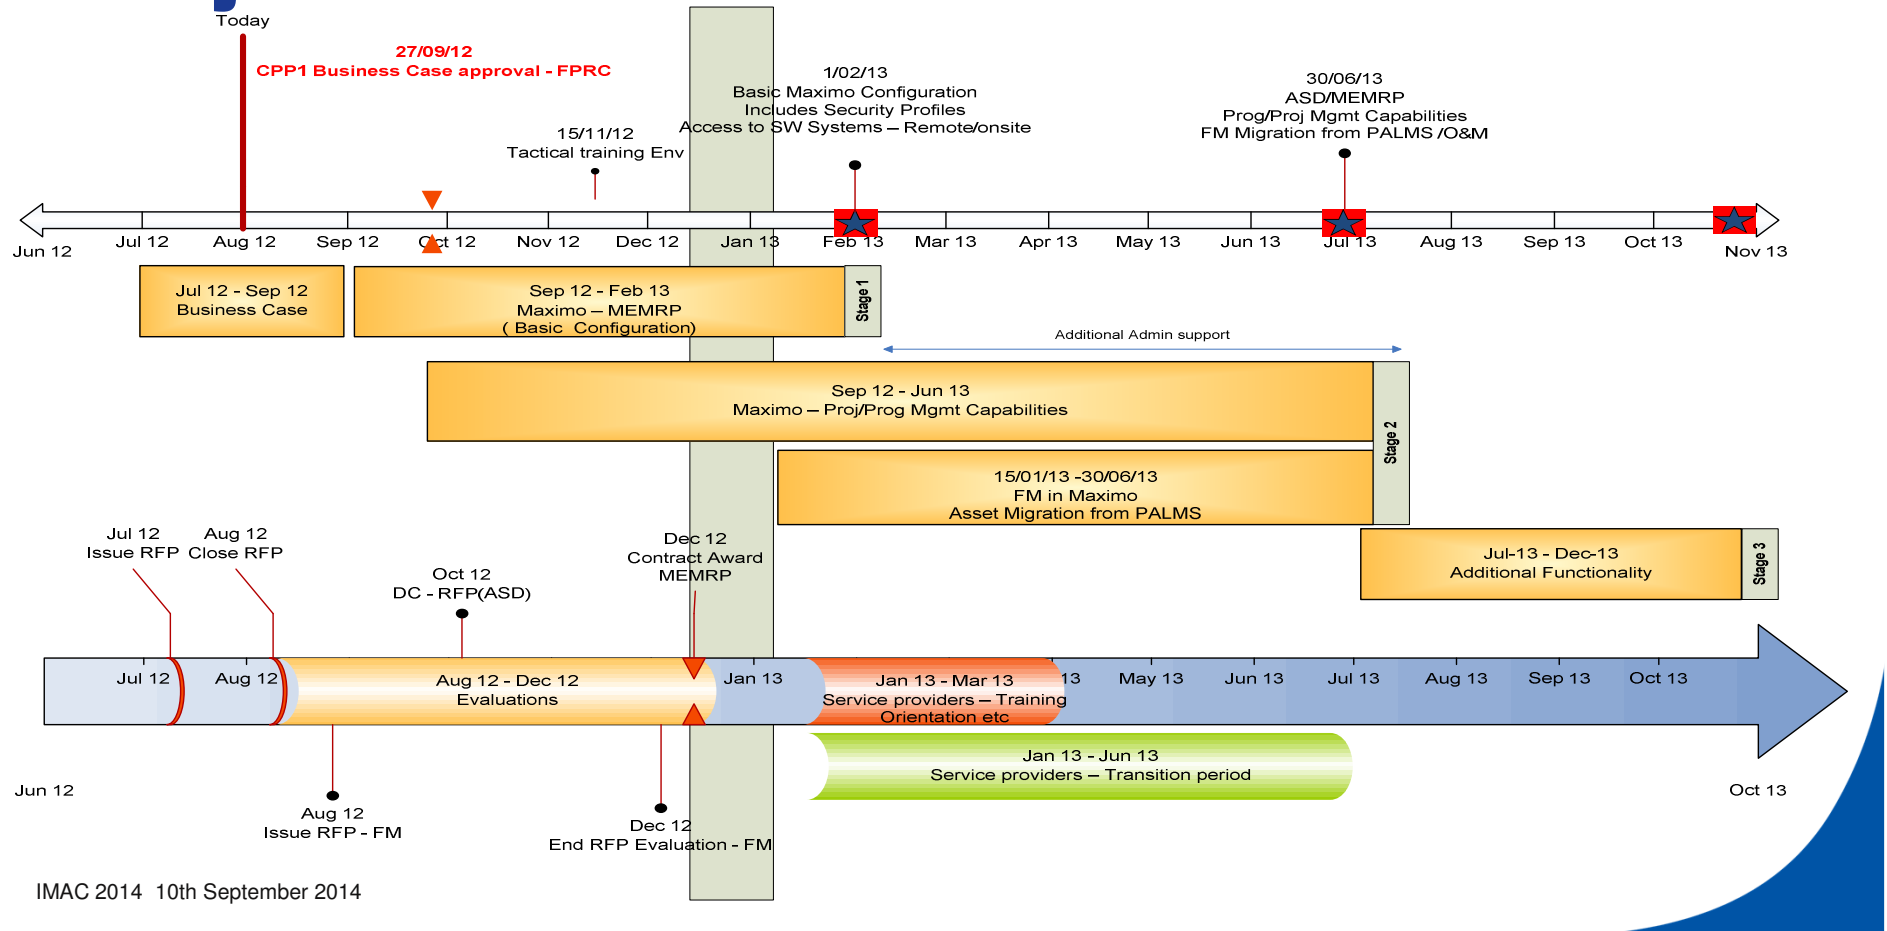 Today
27/09/12
CPP1 Business Case approval - FPRC
15/11/12
Tactical training Env
1/02/13
Basic Maximo Configuration
Includes Security Profiles
Access to SW Systems – Remote/onsite
30/06/13
ASD/MEMRP
Prog/Proj Mgmt Capabilities
FM Migration from PALMS /O&M
Jun 12
Jul 12
Aug 12
Sep 12
Oct 12
Nov 12
Dec 12
Jan 13
Feb 13
Mar 13
Apr 13
May 13
Jun 13
Jul 13
Aug 13
Sep 13
Oct 13
Nov 13
Jul 12 - Sep 12
Business Case
Sep 12 - Feb 13
Maximo – MEMRP
( Basic Configuration)
Stage 1
Additional Admin support
Sep 12 - Jun 13
Maximo – Proj/Prog Mgmt Capabilities
15/01/13 -30/06/13
FM in Maximo
Asset Migration from PALMS
Stage 2
Jul-13 - Dec-13
Additional Functionality
Stage 3
Jul 12
Issue RFP
Aug 12
Close RFP
Oct 12
DC - RFP(ASD)
Dec 12
Contract Award
MEMRP
Jul 12
Aug 12
Aug 12 - Dec 12
Evaluations
Jan 13
Jan 13 - Mar 13
Service providers – Training
Orientation etc
13
May 13
Jun 13
Jul 13
Aug 13
Sep 13
Oct 13
Jan 13 - Jun 13
Service providers – Transition period
Jun 12
Oct 13
Aug 12
Issue RFP - FM
Dec 12
End RFP Evaluation - FM
IMAC 2014 10th September 2014